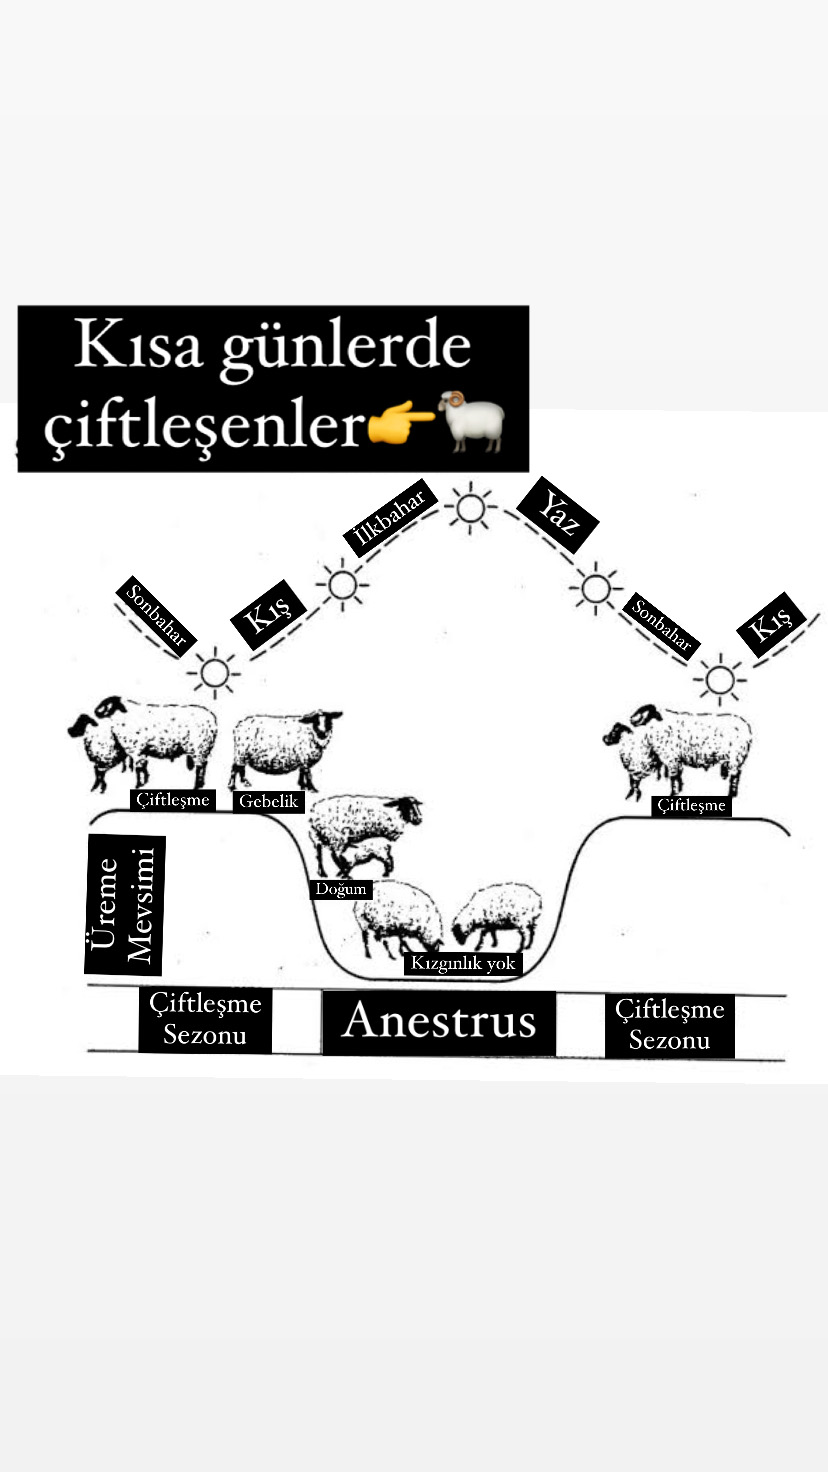 Kısa günlerde
çiftleşenler👉🐏
İlkbahar
Yaz
Sonbahar
Kış
Sonbahar
Kış
Çiftleşme
Gebelik
Çiftleşme
Doğum
Kızgınlık yok
Üreme
Mevsimi
Çiftleşme
Sezonu
Anestrus
Çiftleşme
Sezonu